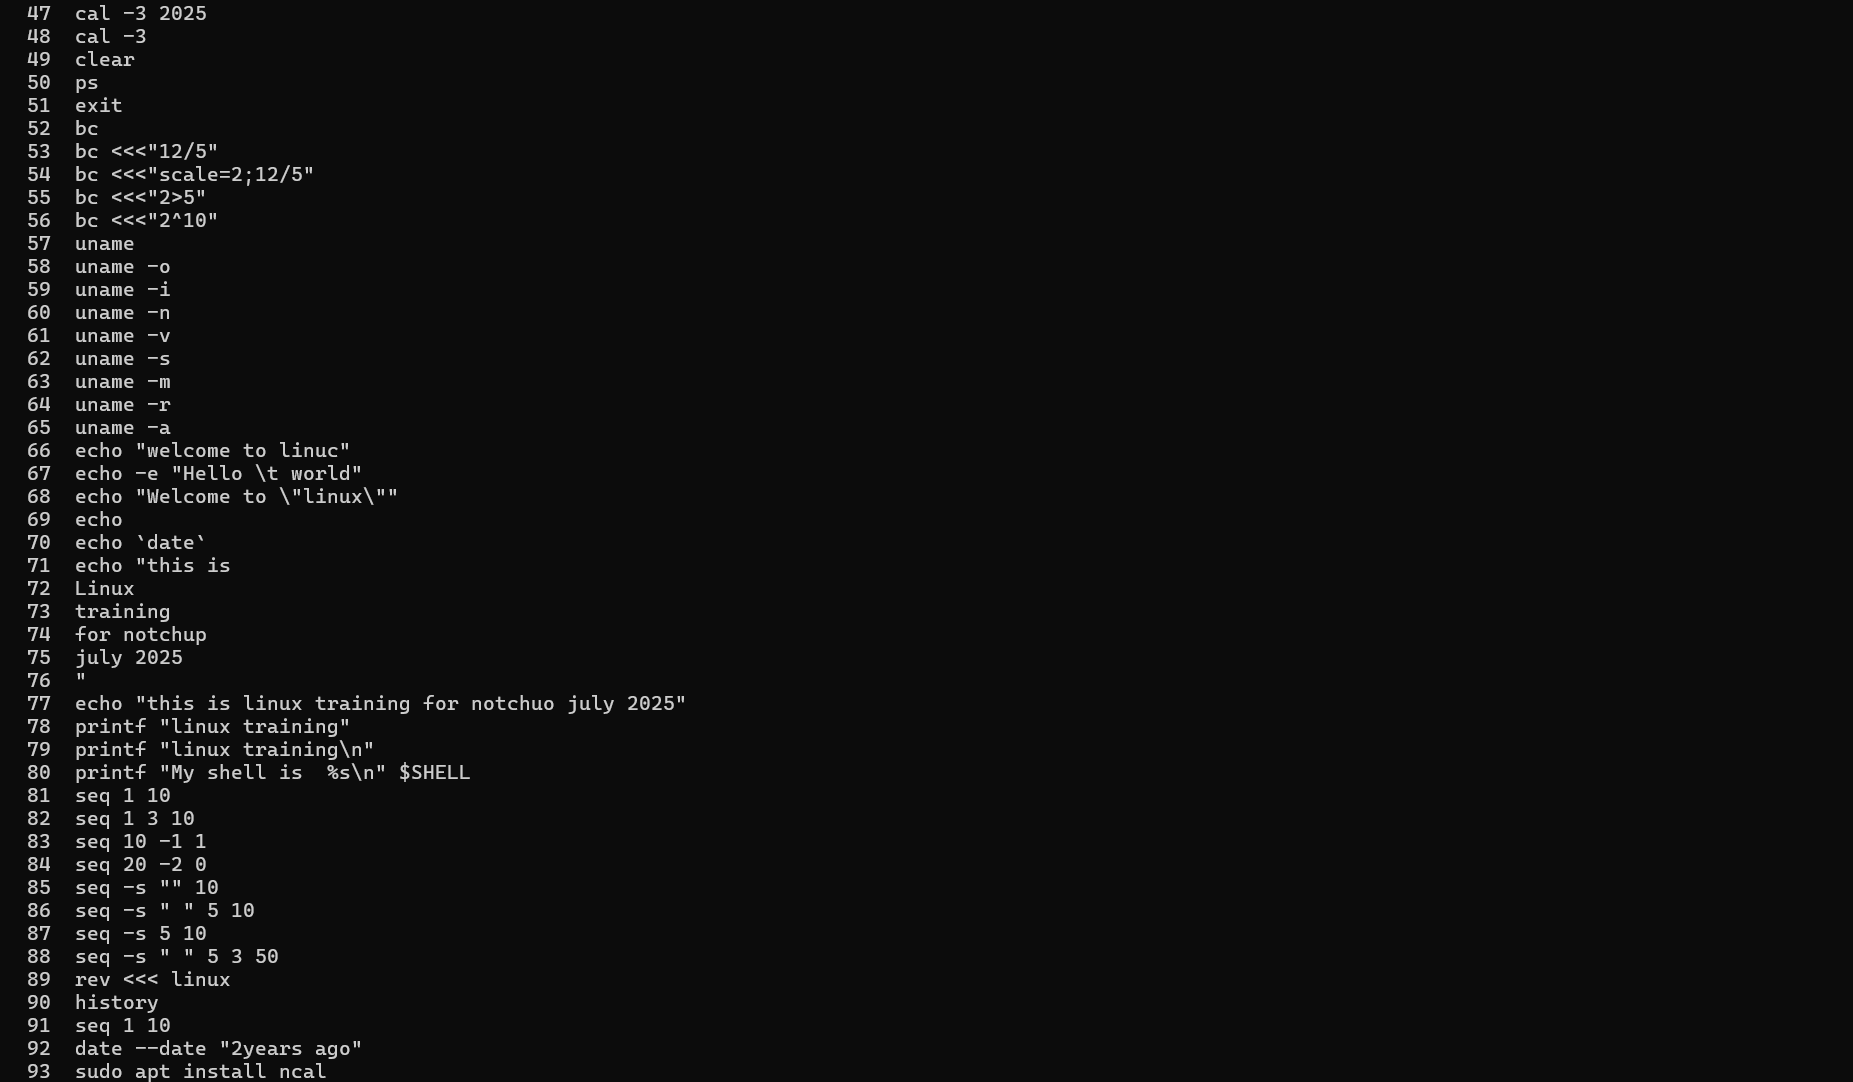 47  cal -3 2025
48  cal -3
49  clear
50  ps
51  exit
52  bc
53  bc <<<"12/5"
54  bc <<<"scale=2;12/5"
55  bc <<<"2>5"
56  bc <<<"2^10"
57  uname
58  uname -o
59  uname -i
60  uname -n
61  uname -v
62  uname -s
63  uname -m
64  uname -r
65  uname -a
66  echo "welcome to linuc"
67  echo -e "Hello \t world"
68  echo "Welcome to \"linux\""
69  echo
70  echo `date`
71  echo "this is
72  Linux
73  training
74  for notchup
75  july 2025
76  "
77  echo "this is linux training for notchuo july 2025"
78  printf "linux training"
79  printf "linux training\n"
80  printf "My shell is  %s\n" $SHELL
81  seq 1 10
82  seq 1 3 10
83  seq 10 -1 1
84  seq 20 -2 0
85  seq -s "" 10
86  seq -s " " 5 10
87  seq -s 5 10
88  seq -s " " 5 3 50
89  rev <<< linux
90  history
91  seq 1 10
92  date --date "2years ago"
93  sudo apt install ncal